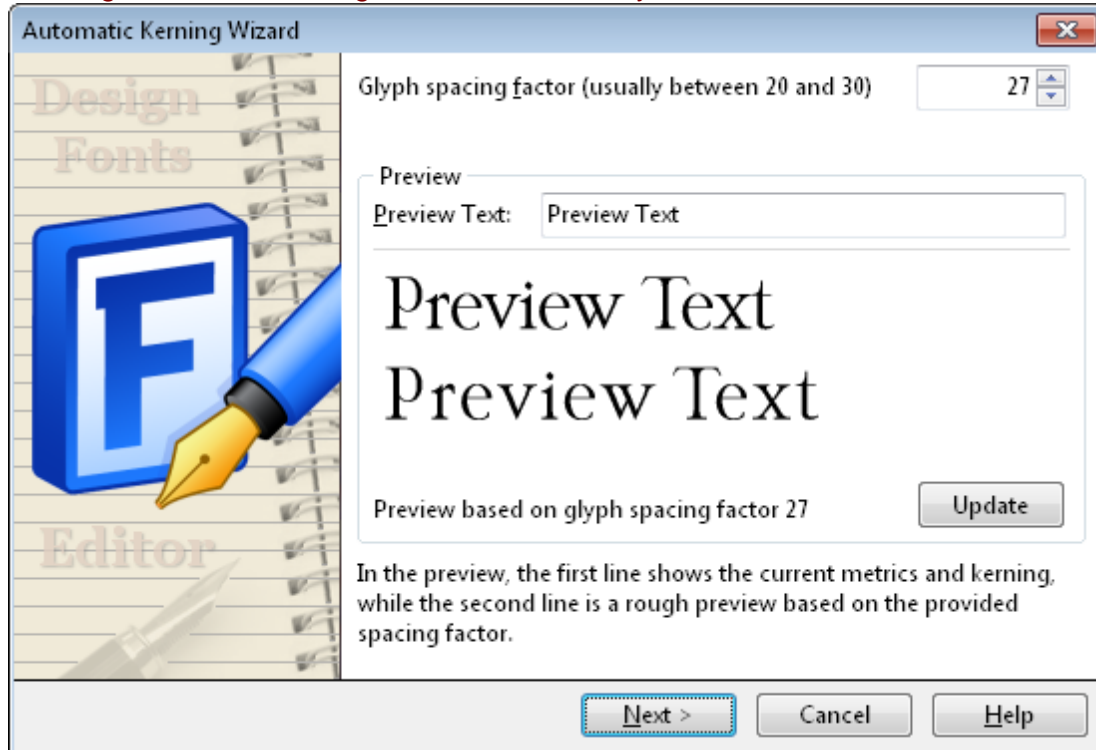 Automatic Kerning Wizard
Design
Fonts
F
Editor
Glyph spacing factor (usually between 20 and 30) 27
Preview
Preview Text: Preview Text
Preview Text
Preview Text
Preview based on glyph spacing factor 27 Update
In the preview, the first line shows the current metrics and kerning,
while the second line is a rough preview based on the provided
spacing factor.
Next > Cancel Help